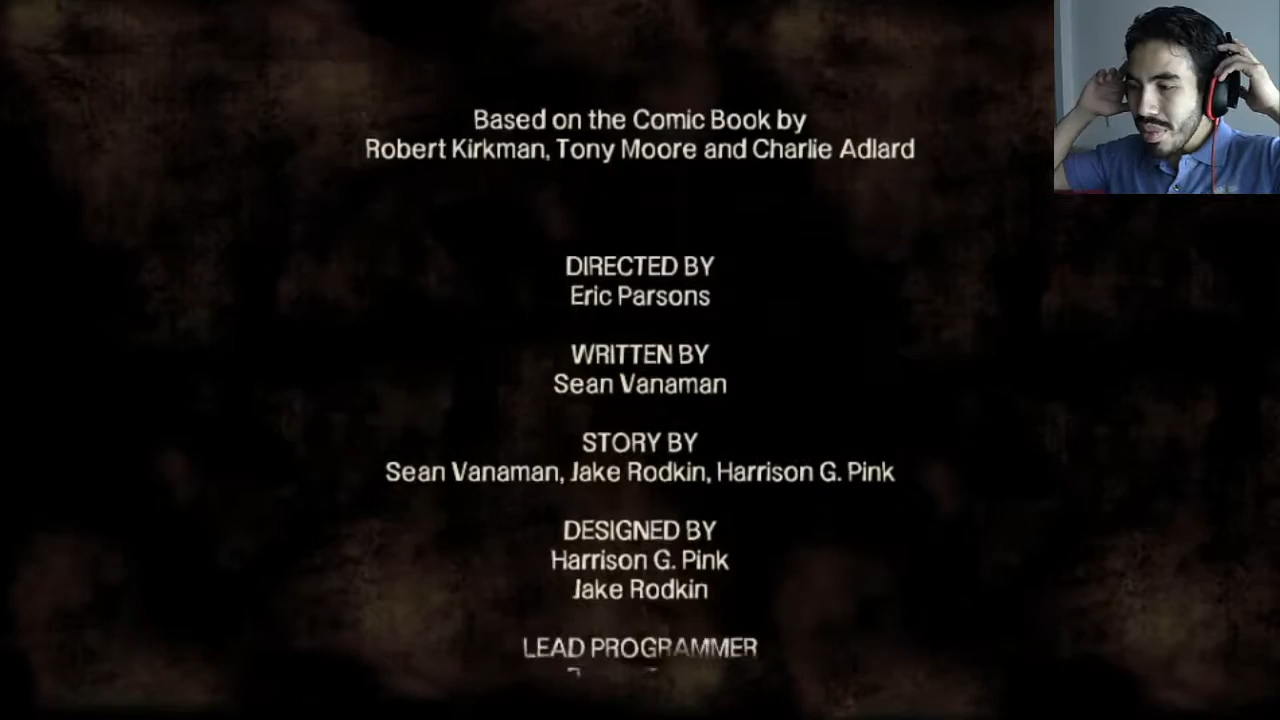 Based on the Comic Book by
Robert Kirkman, Tony Moore and Charlie Adlard
DIRECTED BY
Eric Parsons
WRITTEN BY
Sean Vanaman
STORY BY
Sean Vanaman, Jake Rodkin, Harrison G. Pink
DESIGNED BY
Harrison G. Pink
Jake Rodkin
LEAD PROGRAMMER